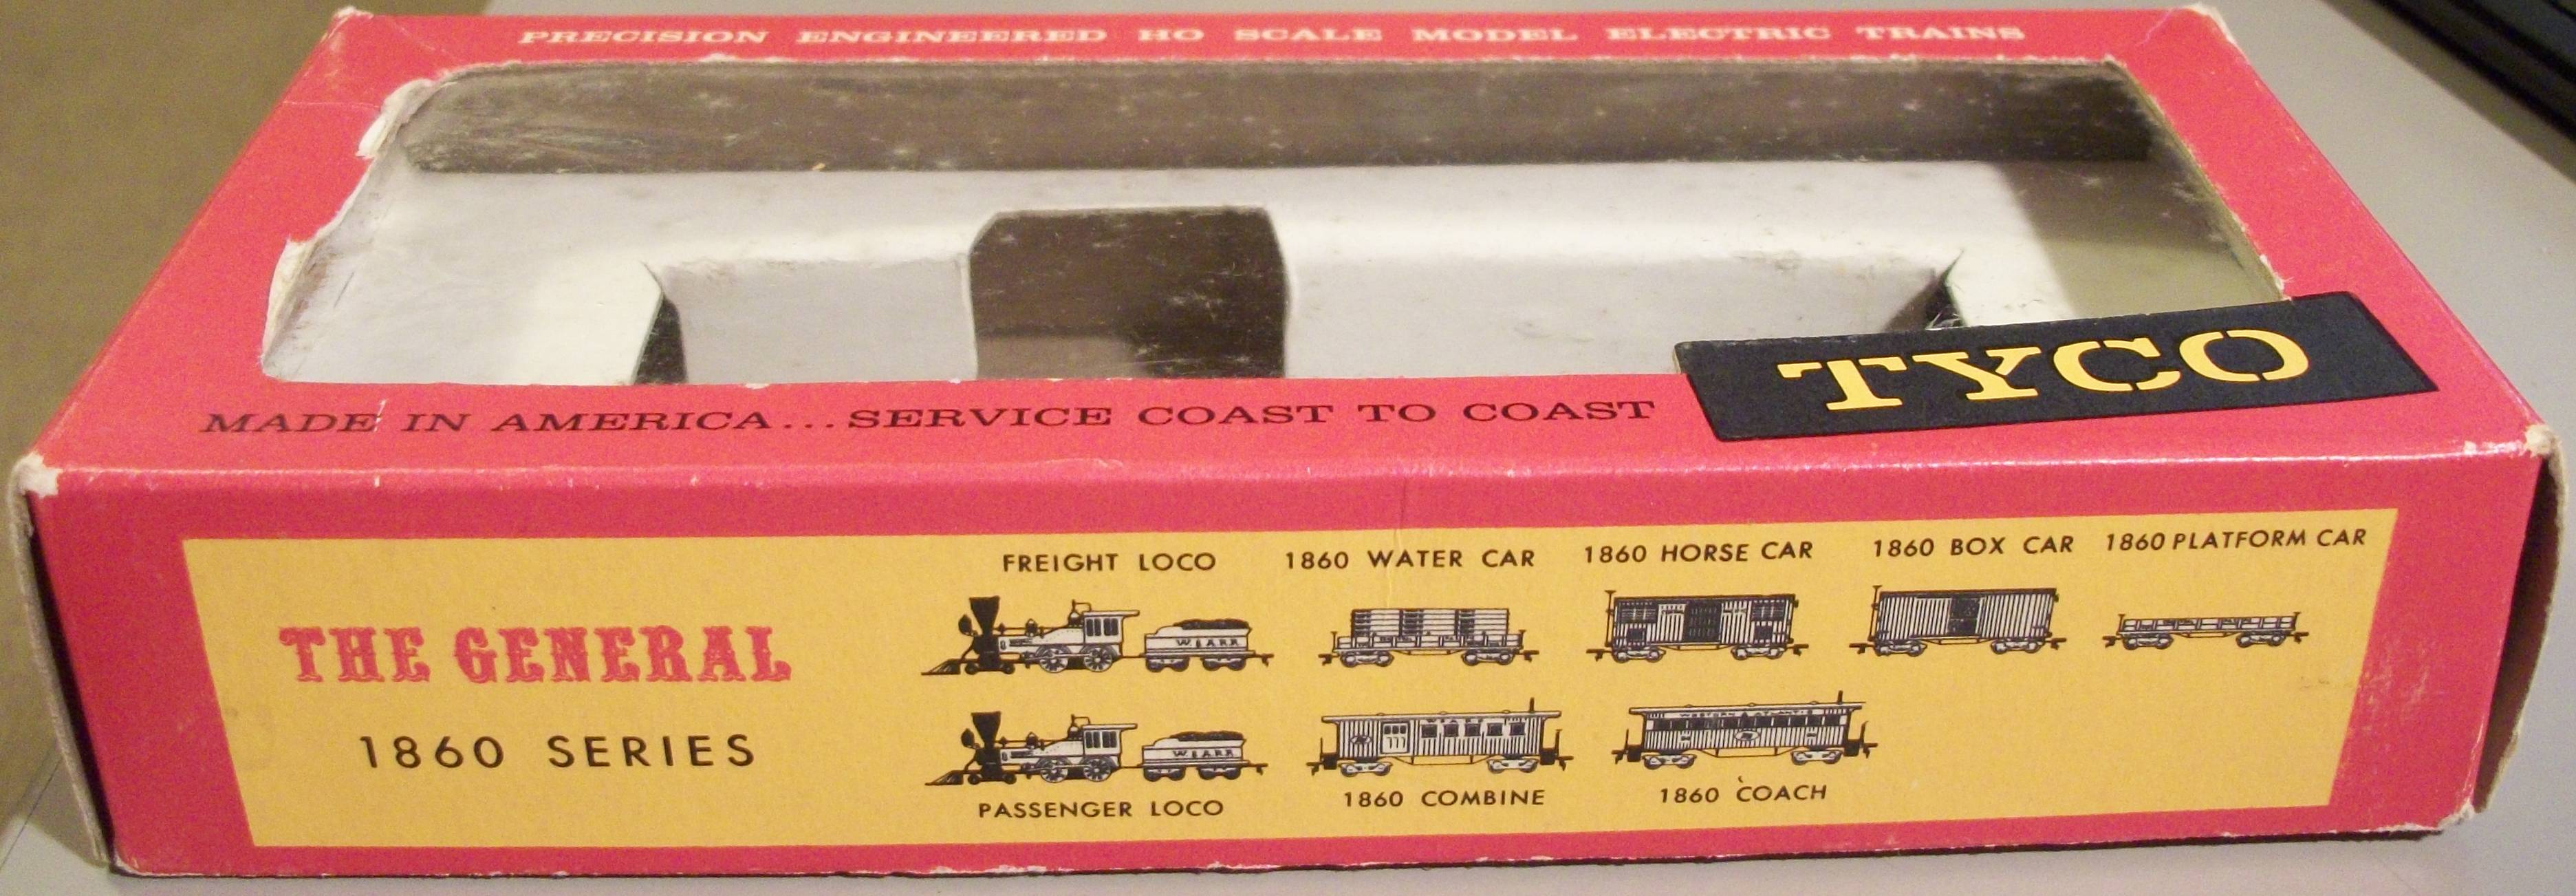 PRECISION ENGINEERED HO SCALE MODEL ELECTRIC TRAINS
MADE IN AMERICA...SERVICE COAST TO COAST
TYCO
THE GENERAL
1860 SERIES
FREIGHT LOCO
1860 WATER CAR
1860 HORSE CAR
1860 BOX CAR
1860 PLATFORM CAR
W.& A.R.R.
W.& A.R.R.
W.& A.R.R.
WESTERN & ATLANTIC
PASSENGER LOCO
1860 COMBINE
1860 COACH